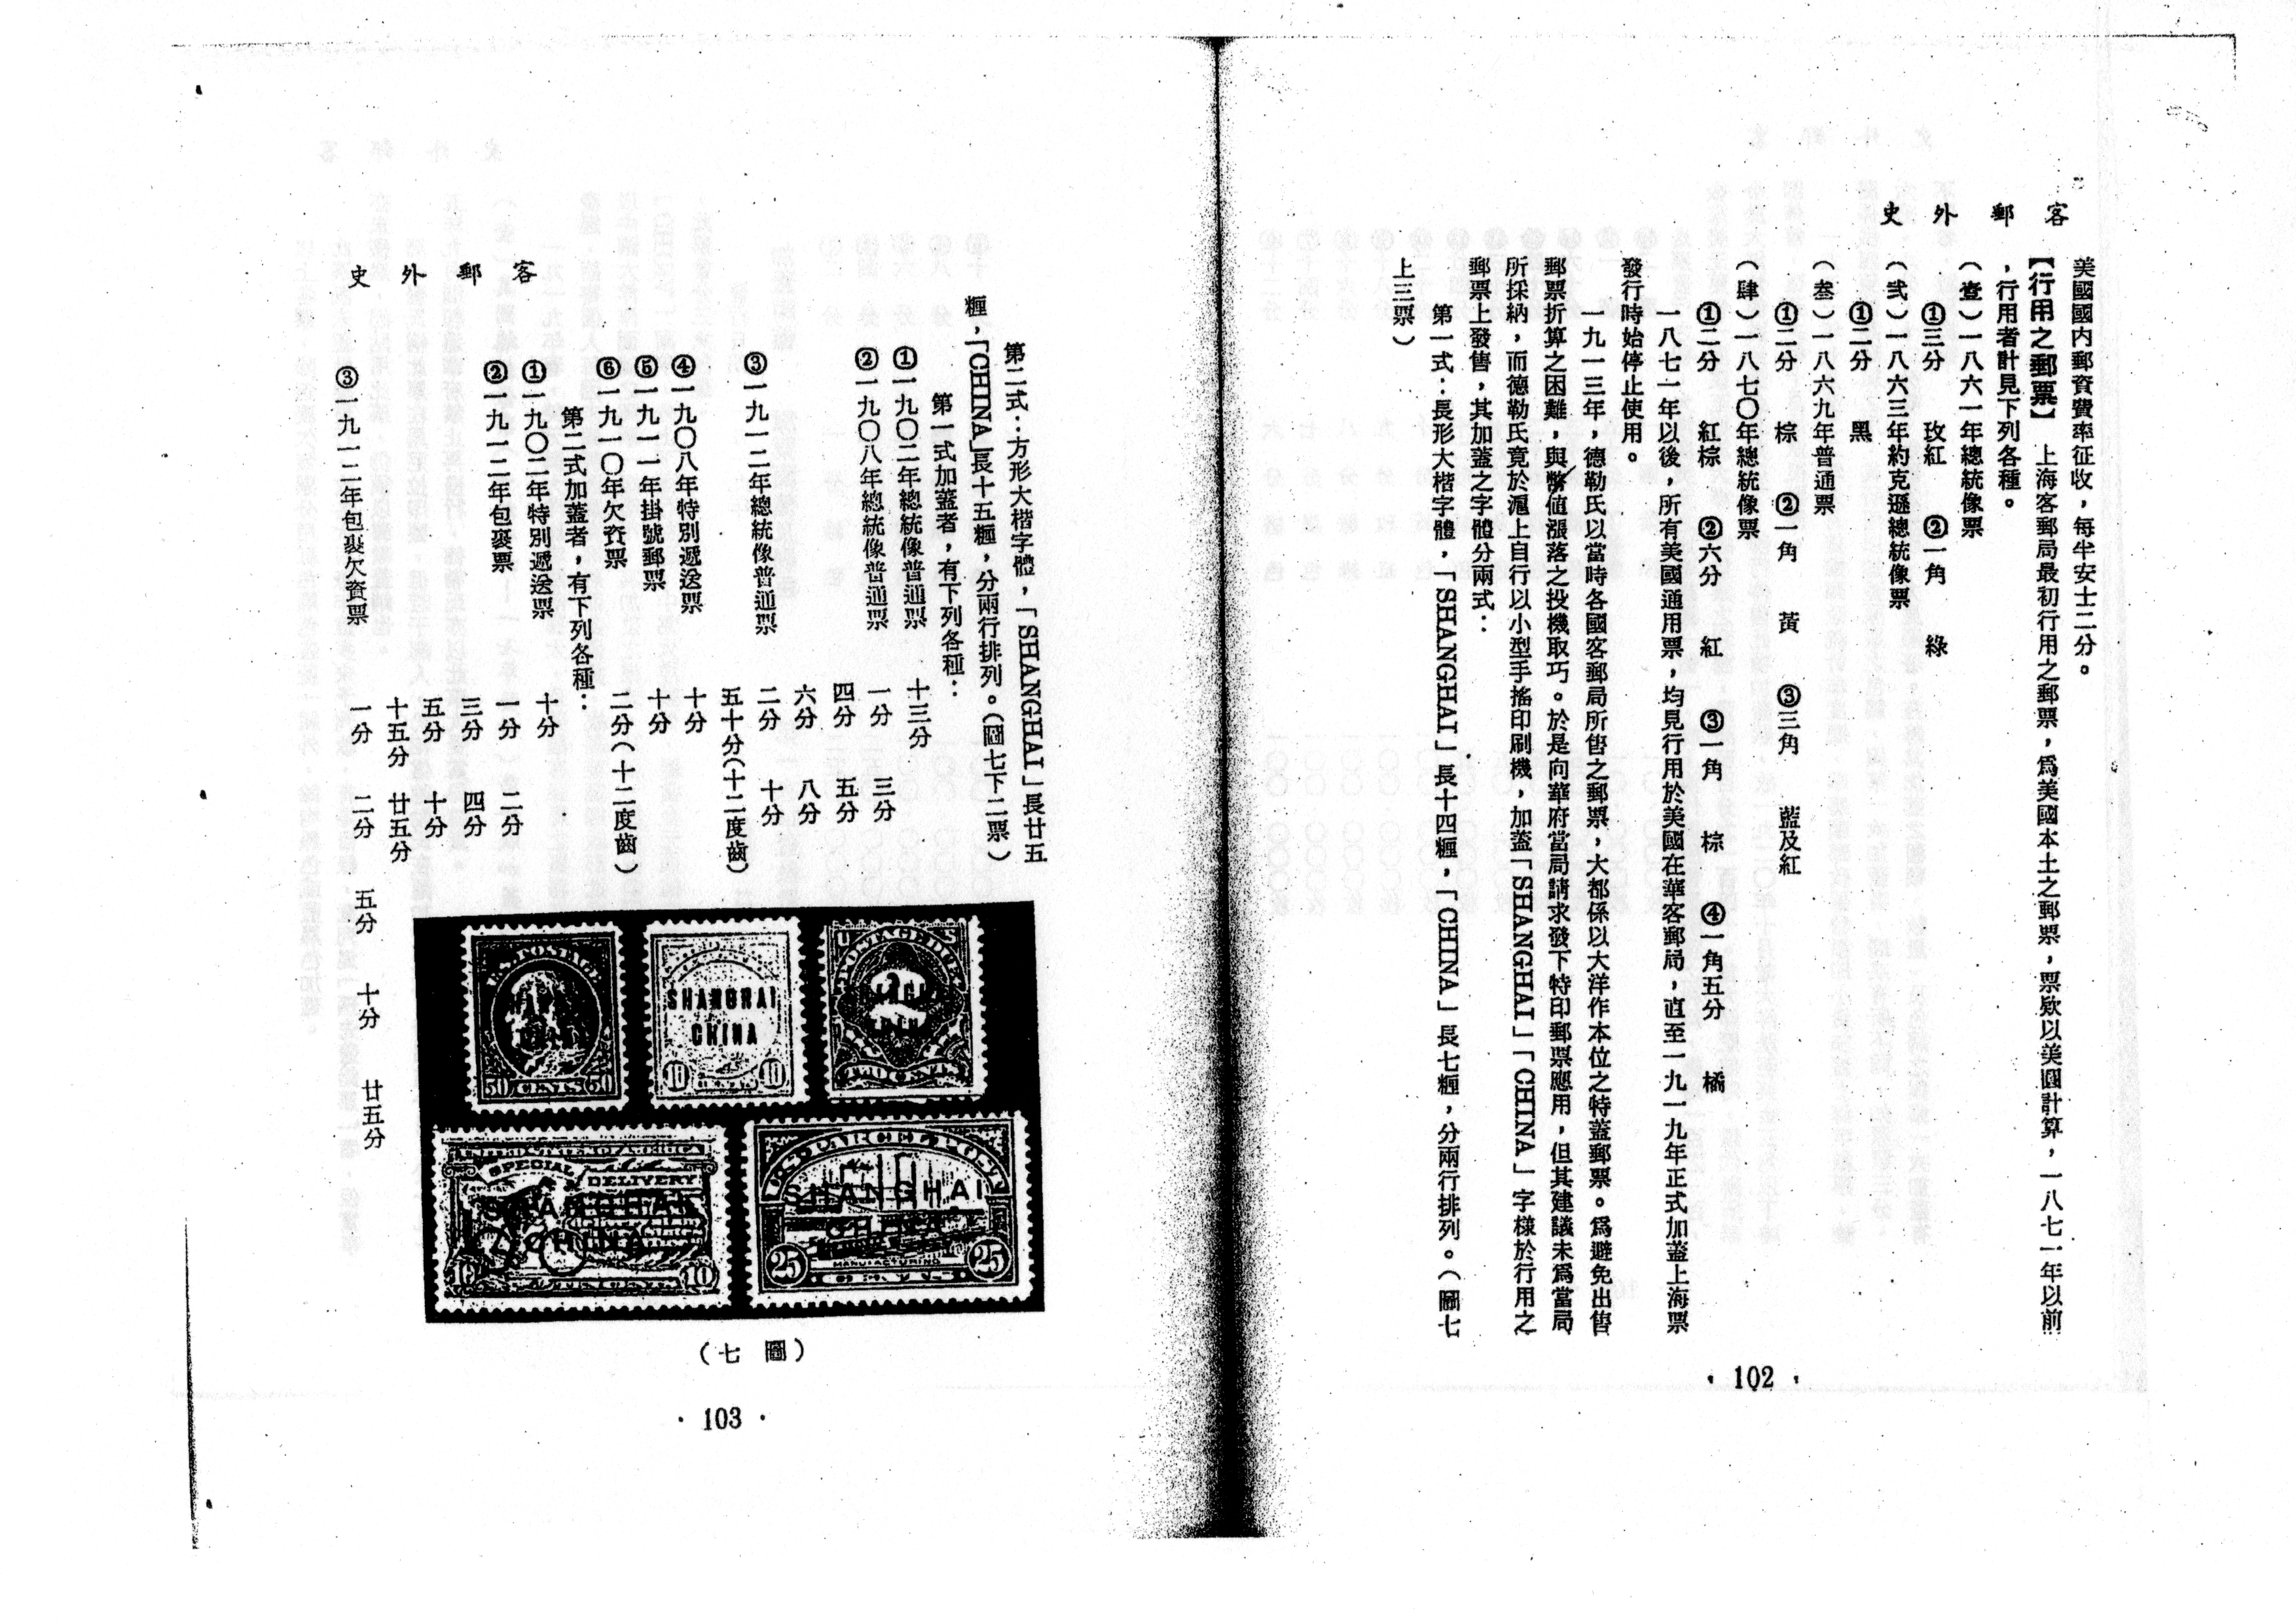 客郵外史
美國國內郵資費率征收，每半安士二分。
【行用之郵票】　上海客郵局最初行用之郵票，爲美國本土之郵票，票欵以美圓計算，一八七一年以前
，行用者計見下列各種。
（壹）一八六一年總統像票
①三分　玫紅　②一角　綠
（弍）一八六三年約克遜總統像票
①二分　黑
（叁）一八六九年普通票
①二分　棕　②一角　黃　③三角　藍及紅
（肆）一八七〇年總統像票
①二分　紅棕　②六分　紅　③一角　棕　④一角五分　橘
一八七一年以後，所有美國通用票，均見行用於美國在華客郵局，直至一九一九年正式加蓋上海票
發行時始停止使用。
一九一三年，德勒氏以當時各國客郵局所售之郵票，大都係以大洋作本位之特蓋郵票。爲避免出售
郵票折算之困難，與幣値漲落之投機取巧。於是向華府當局請求發下特印郵票應用，但其建議未爲當局
所採納，而德勒氏竟於滬上自行以小型手搖印刷機，加蓋「SHANGHAI」「CHINA」字樣於行用之
郵票上發售，其加蓋之字體分兩式：
第一式：長形大楷字體，「SHANGHAI」長十四糎，「CHINA」長七糎，分兩行排列。（圖七
上三票）
· 102 ·
客郵外史
第二式：方形大楷字體，「SHANGHAI」長廿五
糎，「CHINA」長十五糎，分兩行排列。（圖七下二票）
第一式加蓋者，有下列各種：
①一九〇二年總統像普通票　十三分
②一九〇八年總統像普通票　一分　三分
四分　五分
六分　八分
③一九一二年總統像普通票　二分　十分
五十分（十二度齒）
④一九〇八年特別遞送票　十分
⑤一九一一年掛號郵票　十分
⑥一九一〇年欠資票　二分（十二度齒）
第二式加蓋者，有下列各種：
①一九〇二年特別遞送票　十分
②一九一二年包裹票　一分　二分
三分　四分
五分　十分
十五分　廿五分
③一九一二年包裹欠資票　一分　二分　五分　十分　廿五分
50 CENTS 50
SHANGHAI
CHINA
10 10
2
SPECIAL
DELIVERY
SHANGHAI
CHINA
10 10
SHANGHAI
CHINA
MANUFACTURING
25 25
（圖七）
· 103 ·